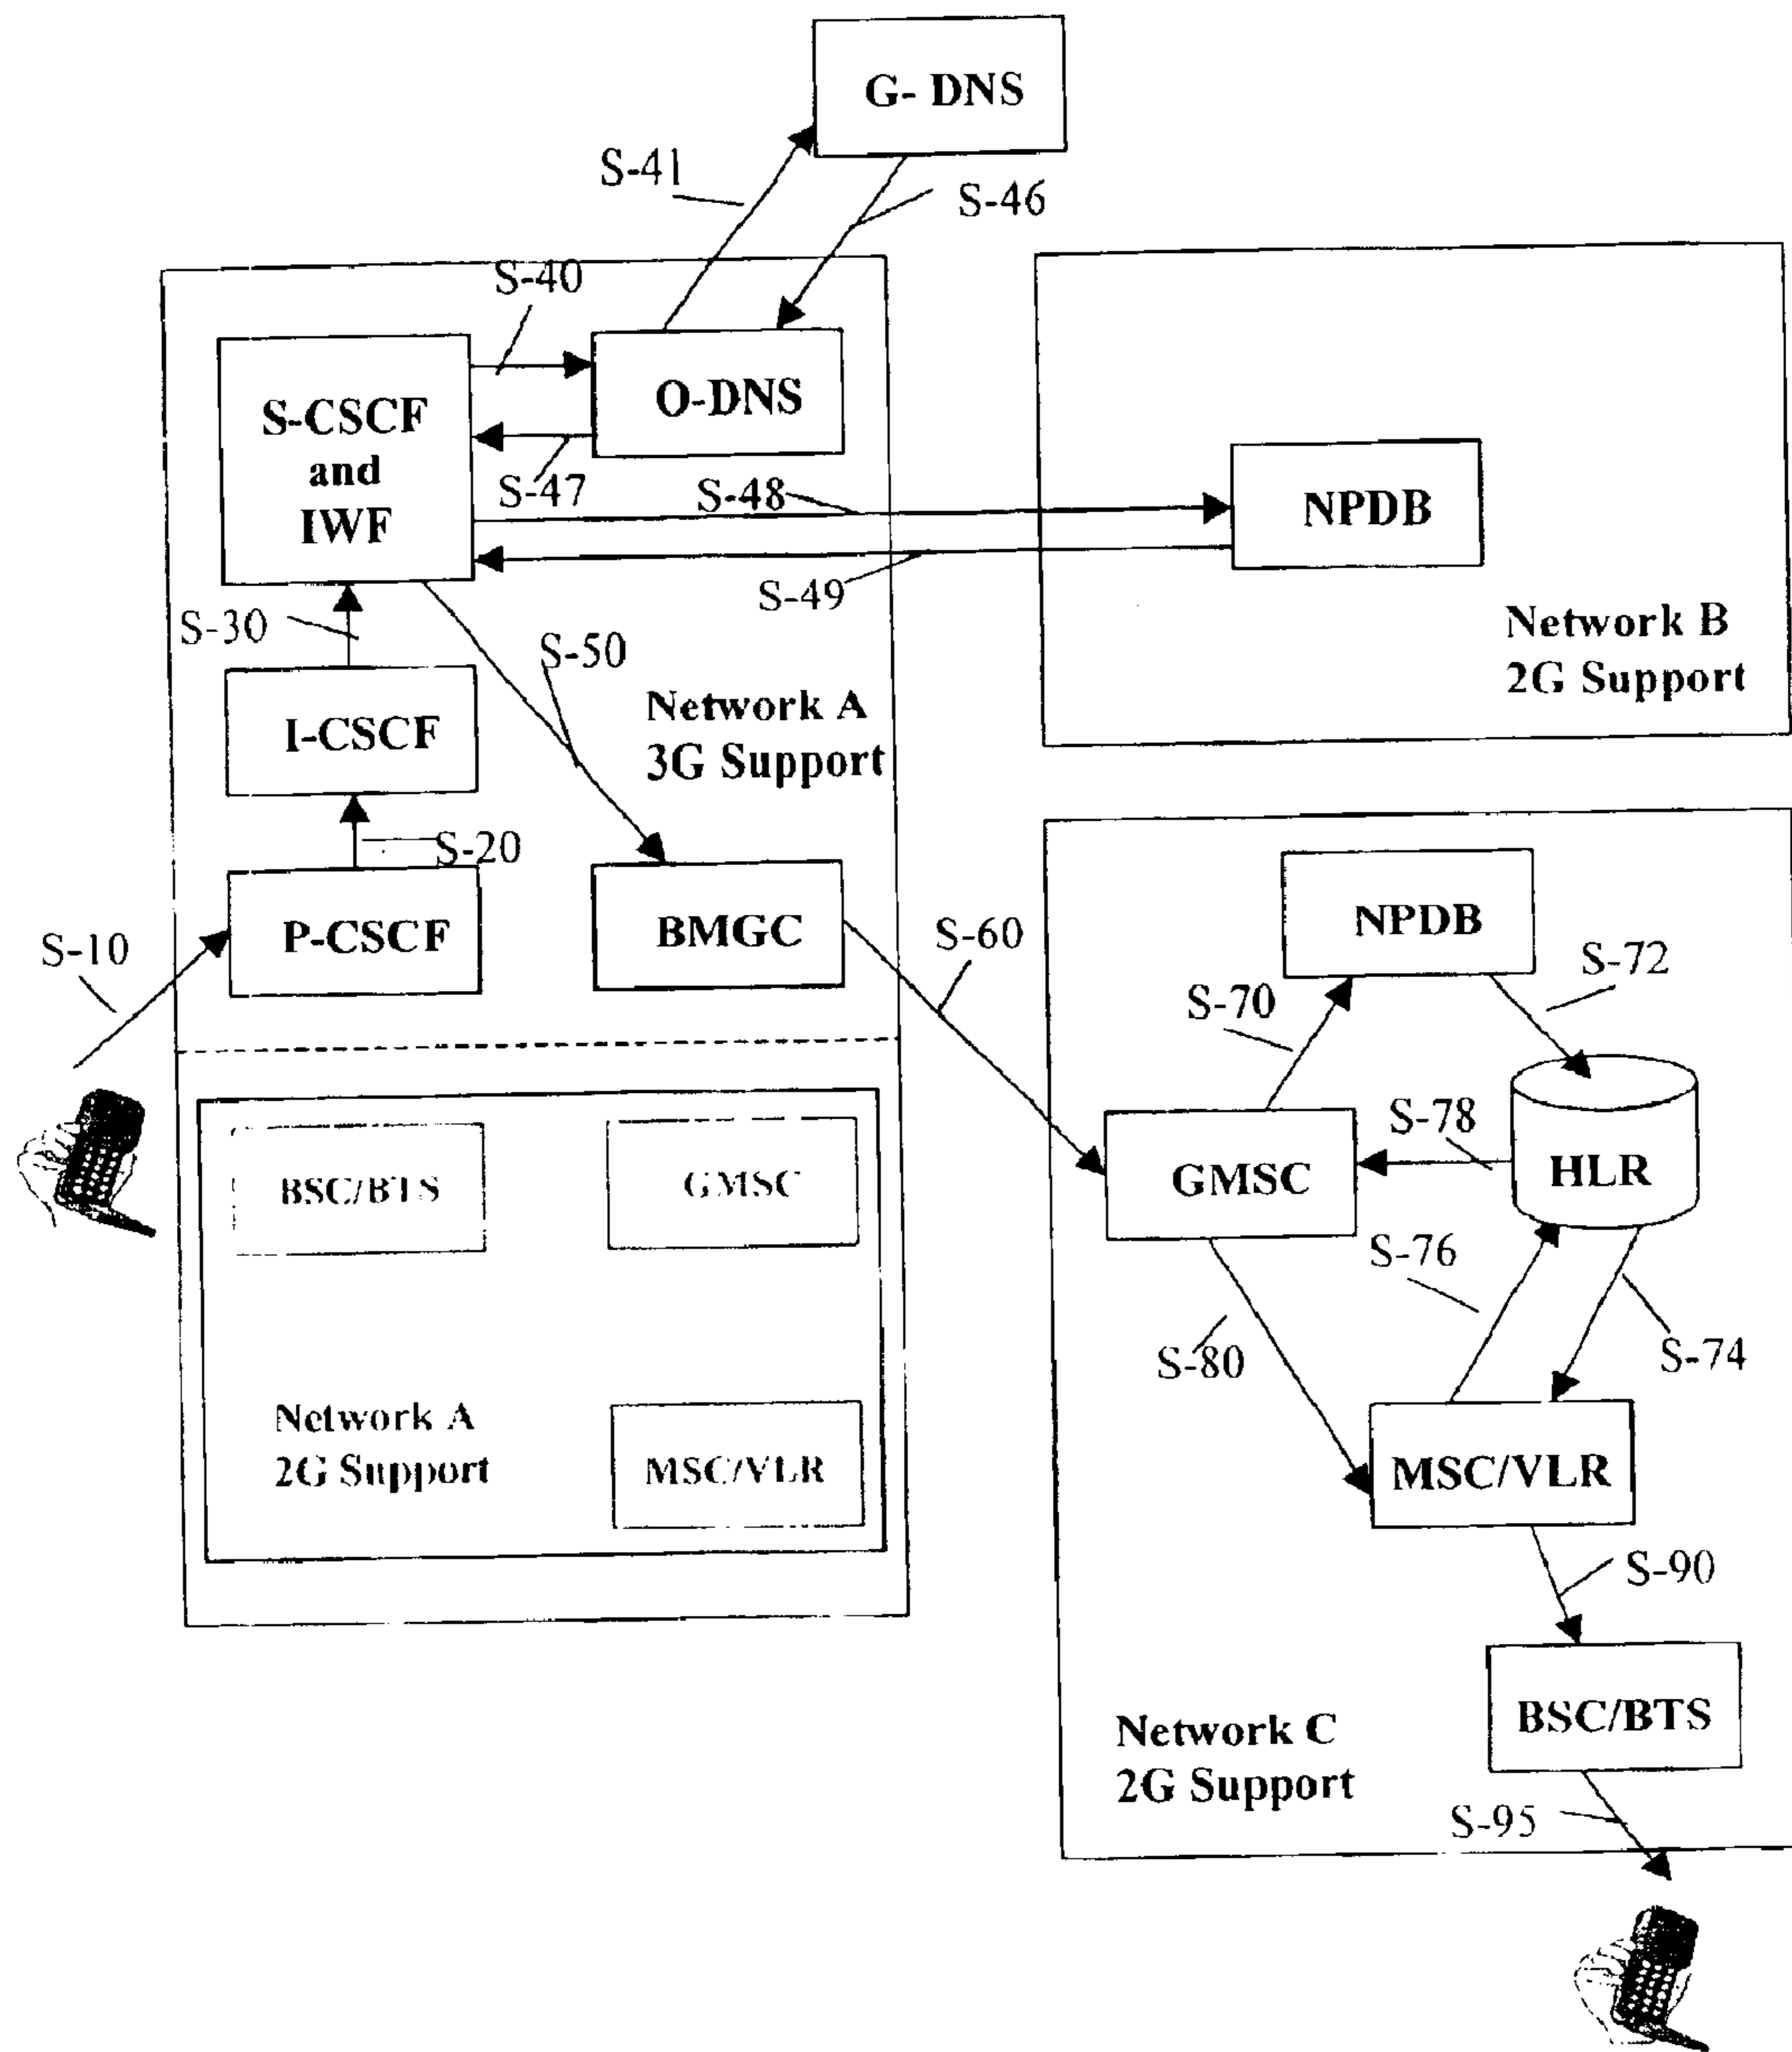 G- DNS
S-41
S-46
S-40
S-CSCF
and
IWF
O-DNS
S-47
S-48
NPDB
S-49
S-30
S-50
Network B
2G Support
I-CSCF
Network A
3G Support
S-20
P-CSCF
BMGC
S-10
S-60
NPDB
S-72
S-70
BSC/BTS
GMSC
GMSC
S-78
HLR
S-76
S-80
S-74
Network A
2G Support
MSC/VLR
MSC/VLR
S-90
BSC/BTS
Network C
2G Support
S-95